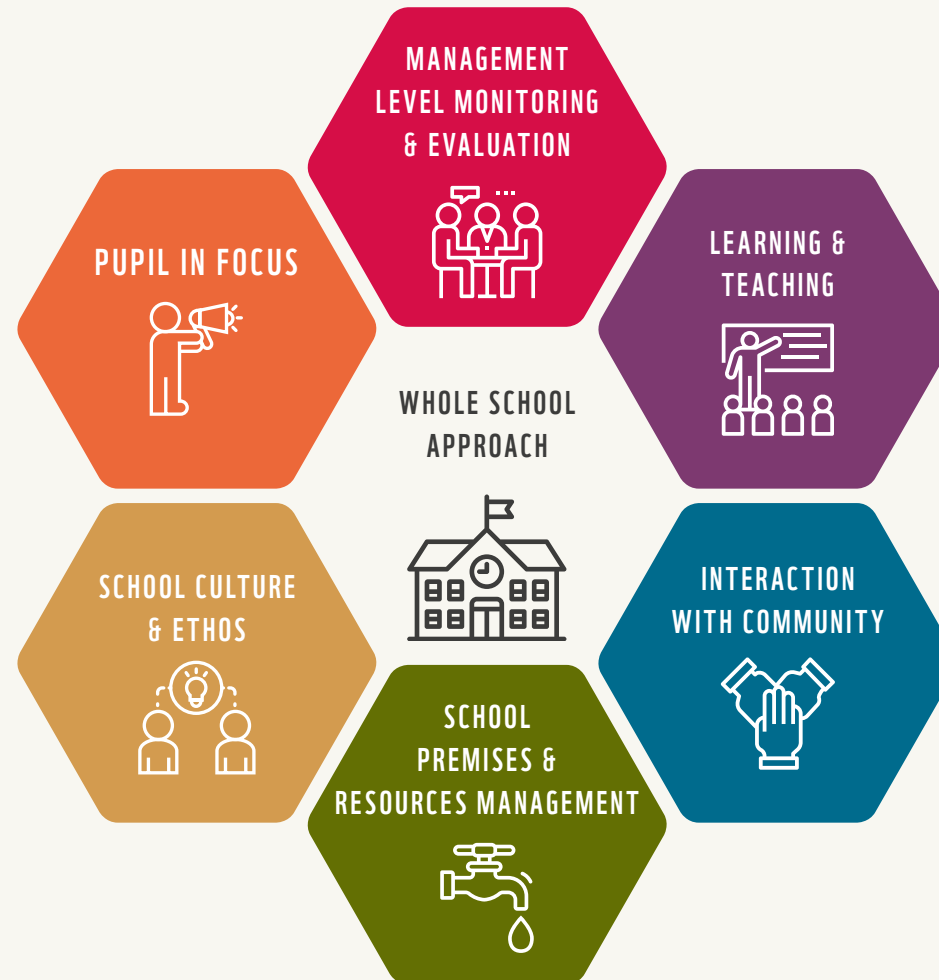 MANAGEMENT
LEVEL MONITORING
& EVALUATION
PUPIL IN FOCUS
LEARNING &
TEACHING
WHOLE SCHOOL
APPROACH
SCHOOL CULTURE
& ETHOS
INTERACTION
WITH COMMUNITY
SCHOOL
PREMISES &
RESOURCES MANAGEMENT